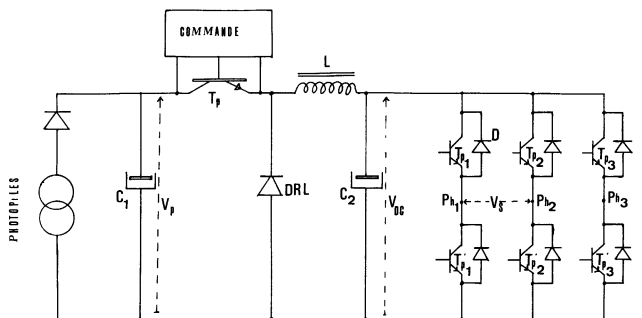 COMMANDE
L
Tp
D
Tp1
Tp2
Tp3
PHOTOPILES
C1
Vp
DRL
C2
VDC
Ph1
VS
Ph2
Ph3
T'p1
T'p2
T'p3